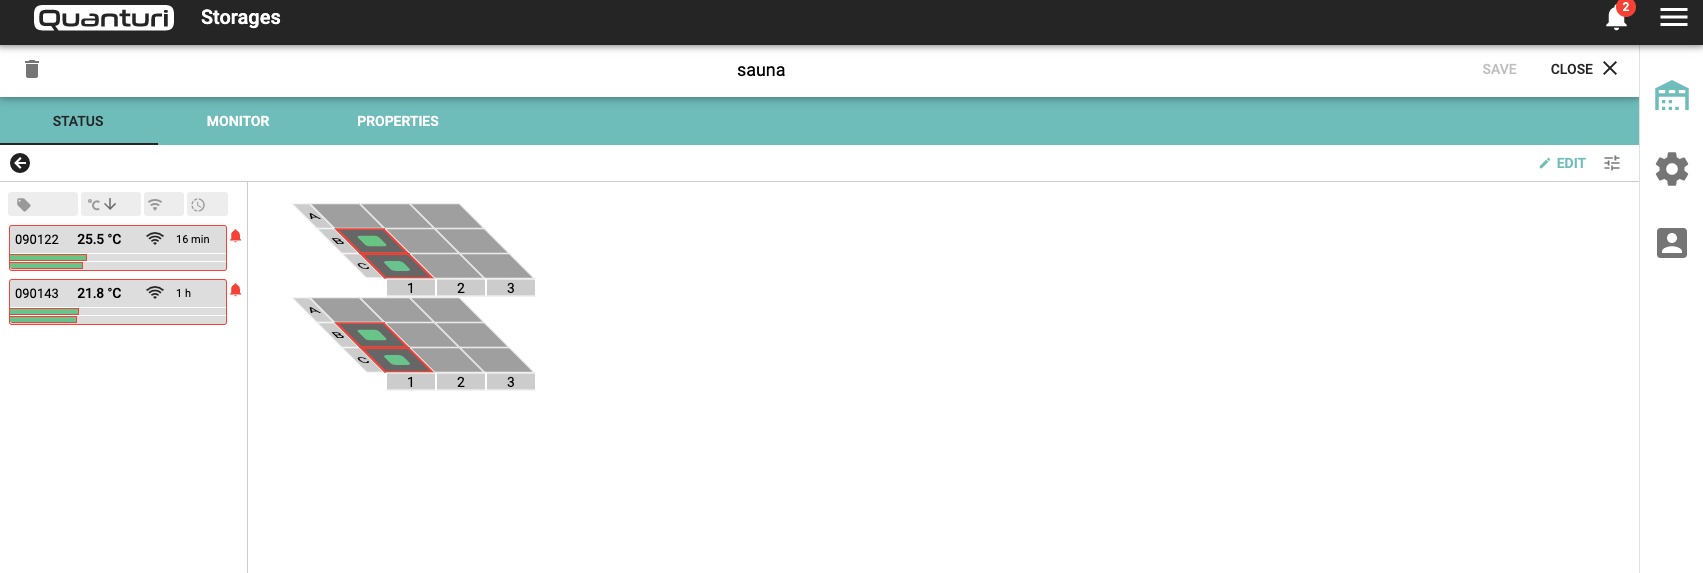 Quanturi Storages 2
sauna SAVE CLOSE
STATUS MONITOR PROPERTIES
EDIT
°C
090122 25.5 °C 16 min
090143 21.8 °C 1 h
A
B
C
1 2 3
A
B
C
1 2 3